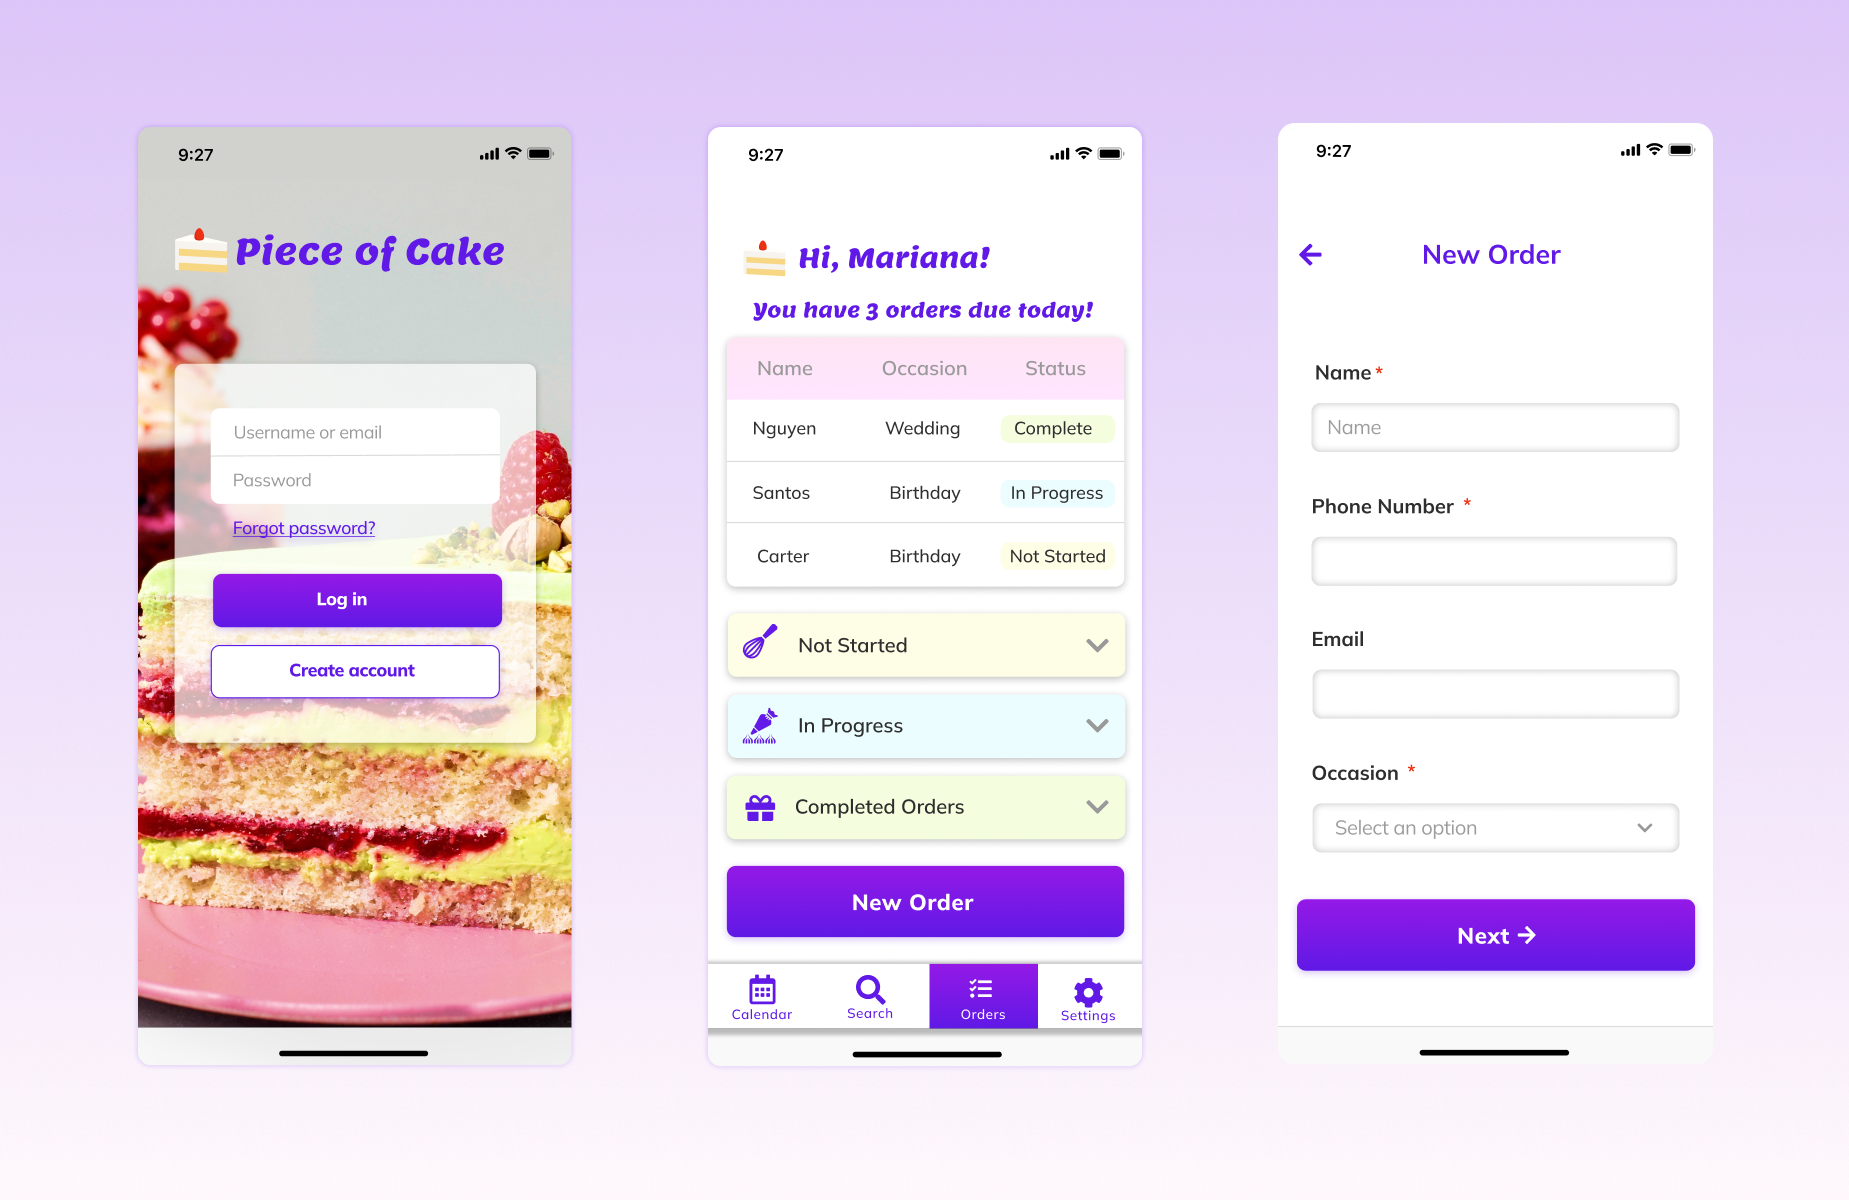 9:27
Piece of Cake
Username or email
Password
Forgot password?
Log in
Create account
9:27
Hi, Mariana!
You have 3 orders due today!
Name Occasion Status
Nguyen Wedding Complete
Santos Birthday In Progress
Carter Birthday Not Started
Not Started
In Progress
Completed Orders
New Order
Calendar Search Orders Settings
9:27
New Order
Name *
Name
Phone Number *
Email
Occasion *
Select an option
Next →